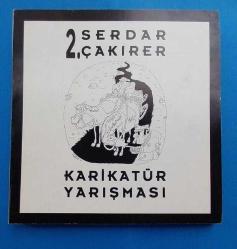 2. SERDAR
ÇAKIRER
KARİKATÜR
YARIŞMASI